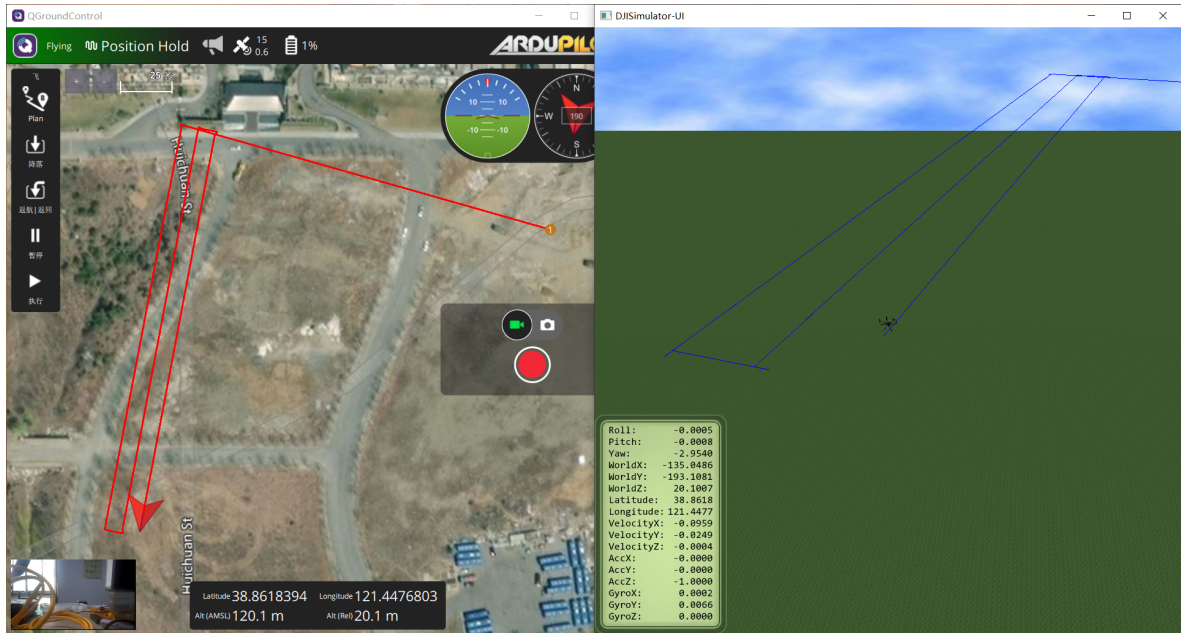 QGroundControl
Flying
Position Hold
15
0.6
1%
ARDUPIL
飞
25 米
Plan
降落
返航|返回
暂停
执行
Huichuan St
10
10
-10
-10
N
W
190
S
1
Huichuan St
Latitude 38.8618394 Longitude 121.4476803
Alt (AMSL) 120.1 m Alt (Rel) 20.1 m
DJISimulator-UI
Roll: -0.0005
Pitch: -0.0008
Yaw: -2.9540
WorldX: -135.0486
WorldY: -193.1081
WorldZ: 20.1007
Latitude: 38.8618
Longitude: 121.4477
VelocityX: -0.0959
VelocityY: -0.0249
VelocityZ: -0.0004
AccX: -0.0000
AccY: -0.0000
AccZ: -1.0000
GyroX: 0.0002
GyroY: 0.0066
GyroZ: 0.0000